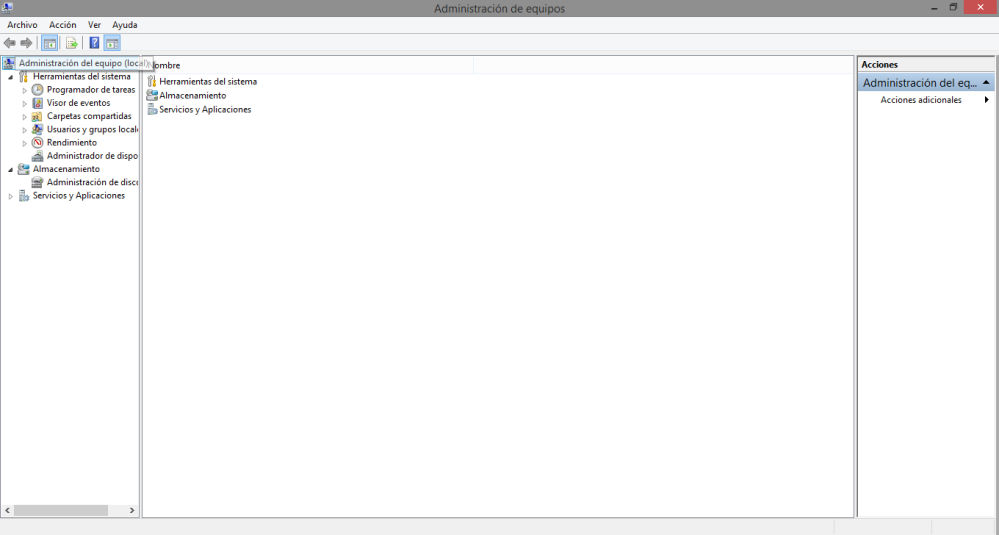 Administración de equipos
Archivo Acción Ver Ayuda
Administración del equipo (local)
Herramientas del sistema
Programador de tareas
Visor de eventos
Carpetas compartidas
Usuarios y grupos locale
Rendimiento
Administrador de dispo
Almacenamiento
Administración de disco
Servicios y Aplicaciones
Nombre
Herramientas del sistema
Almacenamiento
Servicios y Aplicaciones
Acciones
Administración del eq...
Acciones adicionales